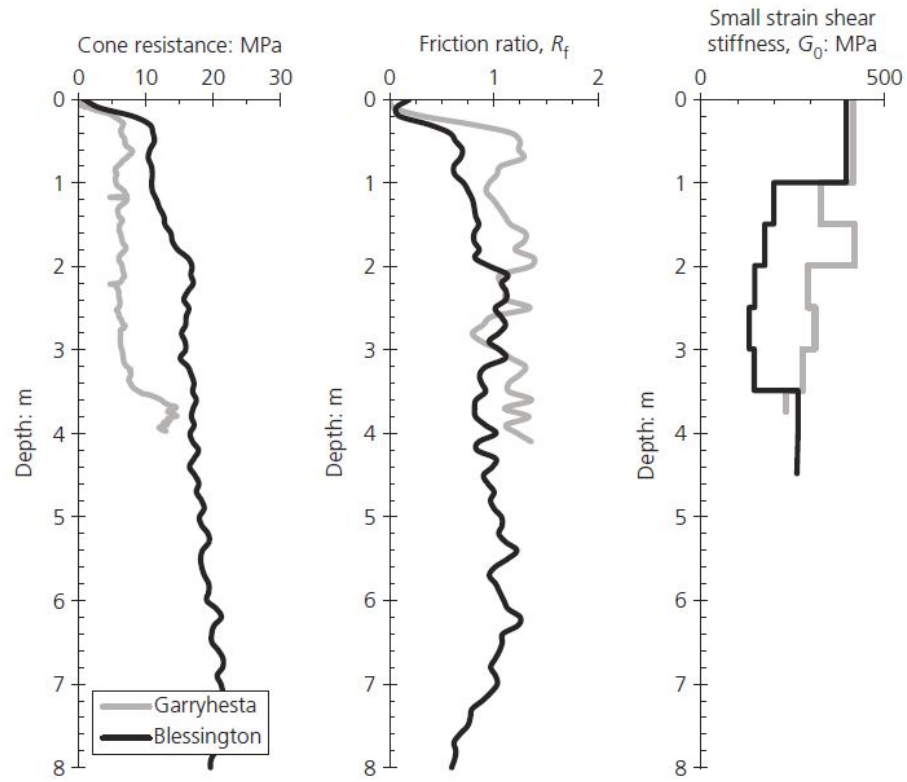 Cone resistance: MPa
0 10 20 30
0
1
2
3
4
5
6
7
8
Depth: m
Garryhesta
Blessington
Friction ratio, Rf
0 1 2
0
1
2
3
4
5
6
7
8
Depth: m
Small strain shear
stiffness, G0: MPa
0 500
0
1
2
3
4
5
6
7
8
Depth: m